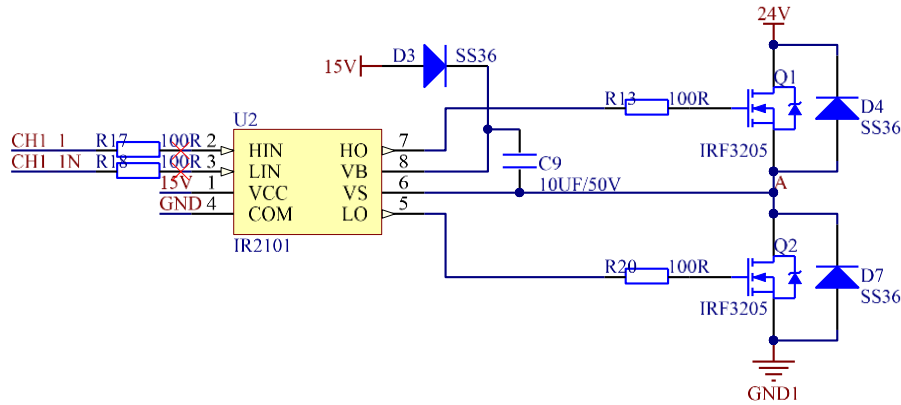 24V
D3 SS36
15V
Q1
R13 100R
D4
SS36
U2
CH1 1 R17 100R 2 HIN HO 7
IRF3205
CH1 1N R18 100R 3 LIN VB 8
C9
15V 1 VCC VS 6
10UF/50V
A
GND 4 COM LO 5
IR2101
Q2
R20 100R
D7
SS36
IRF3205
GND1